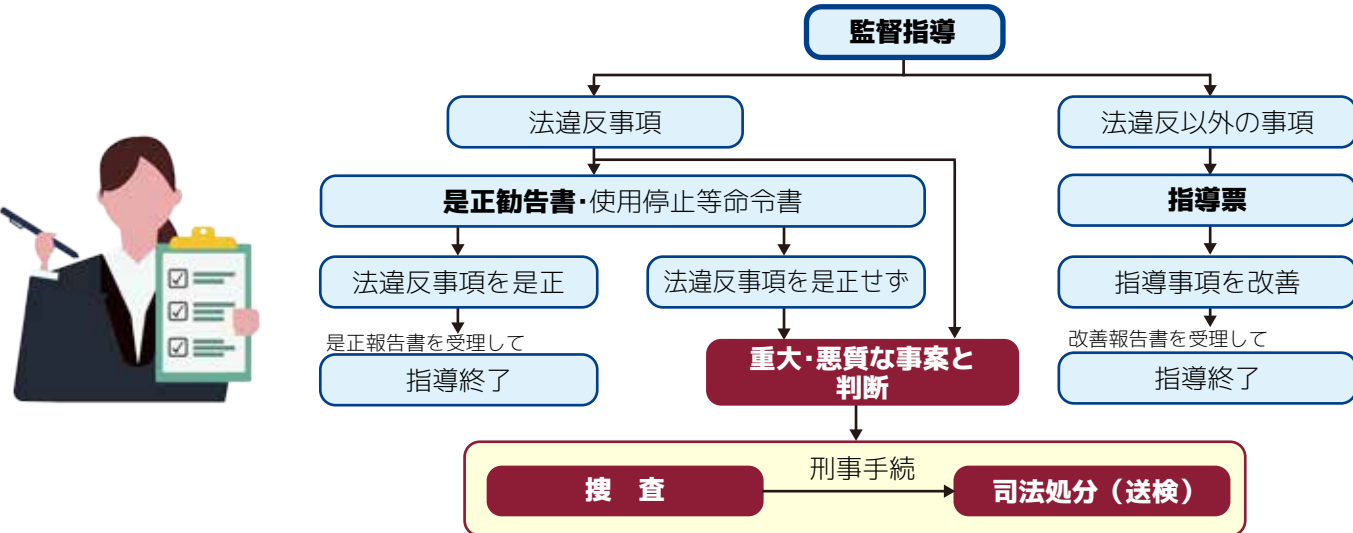 監督指導
法違反事項
法違反以外の事項
是正勧告書・使用停止等命令書
指導票
法違反事項を是正
法違反事項を是正せず
指導事項を改善
是正報告書を受理して
指導終了
重大・悪質な事案と
判断
改善報告書を受理して
指導終了
刑事手続
捜　査
司法処分（送検）